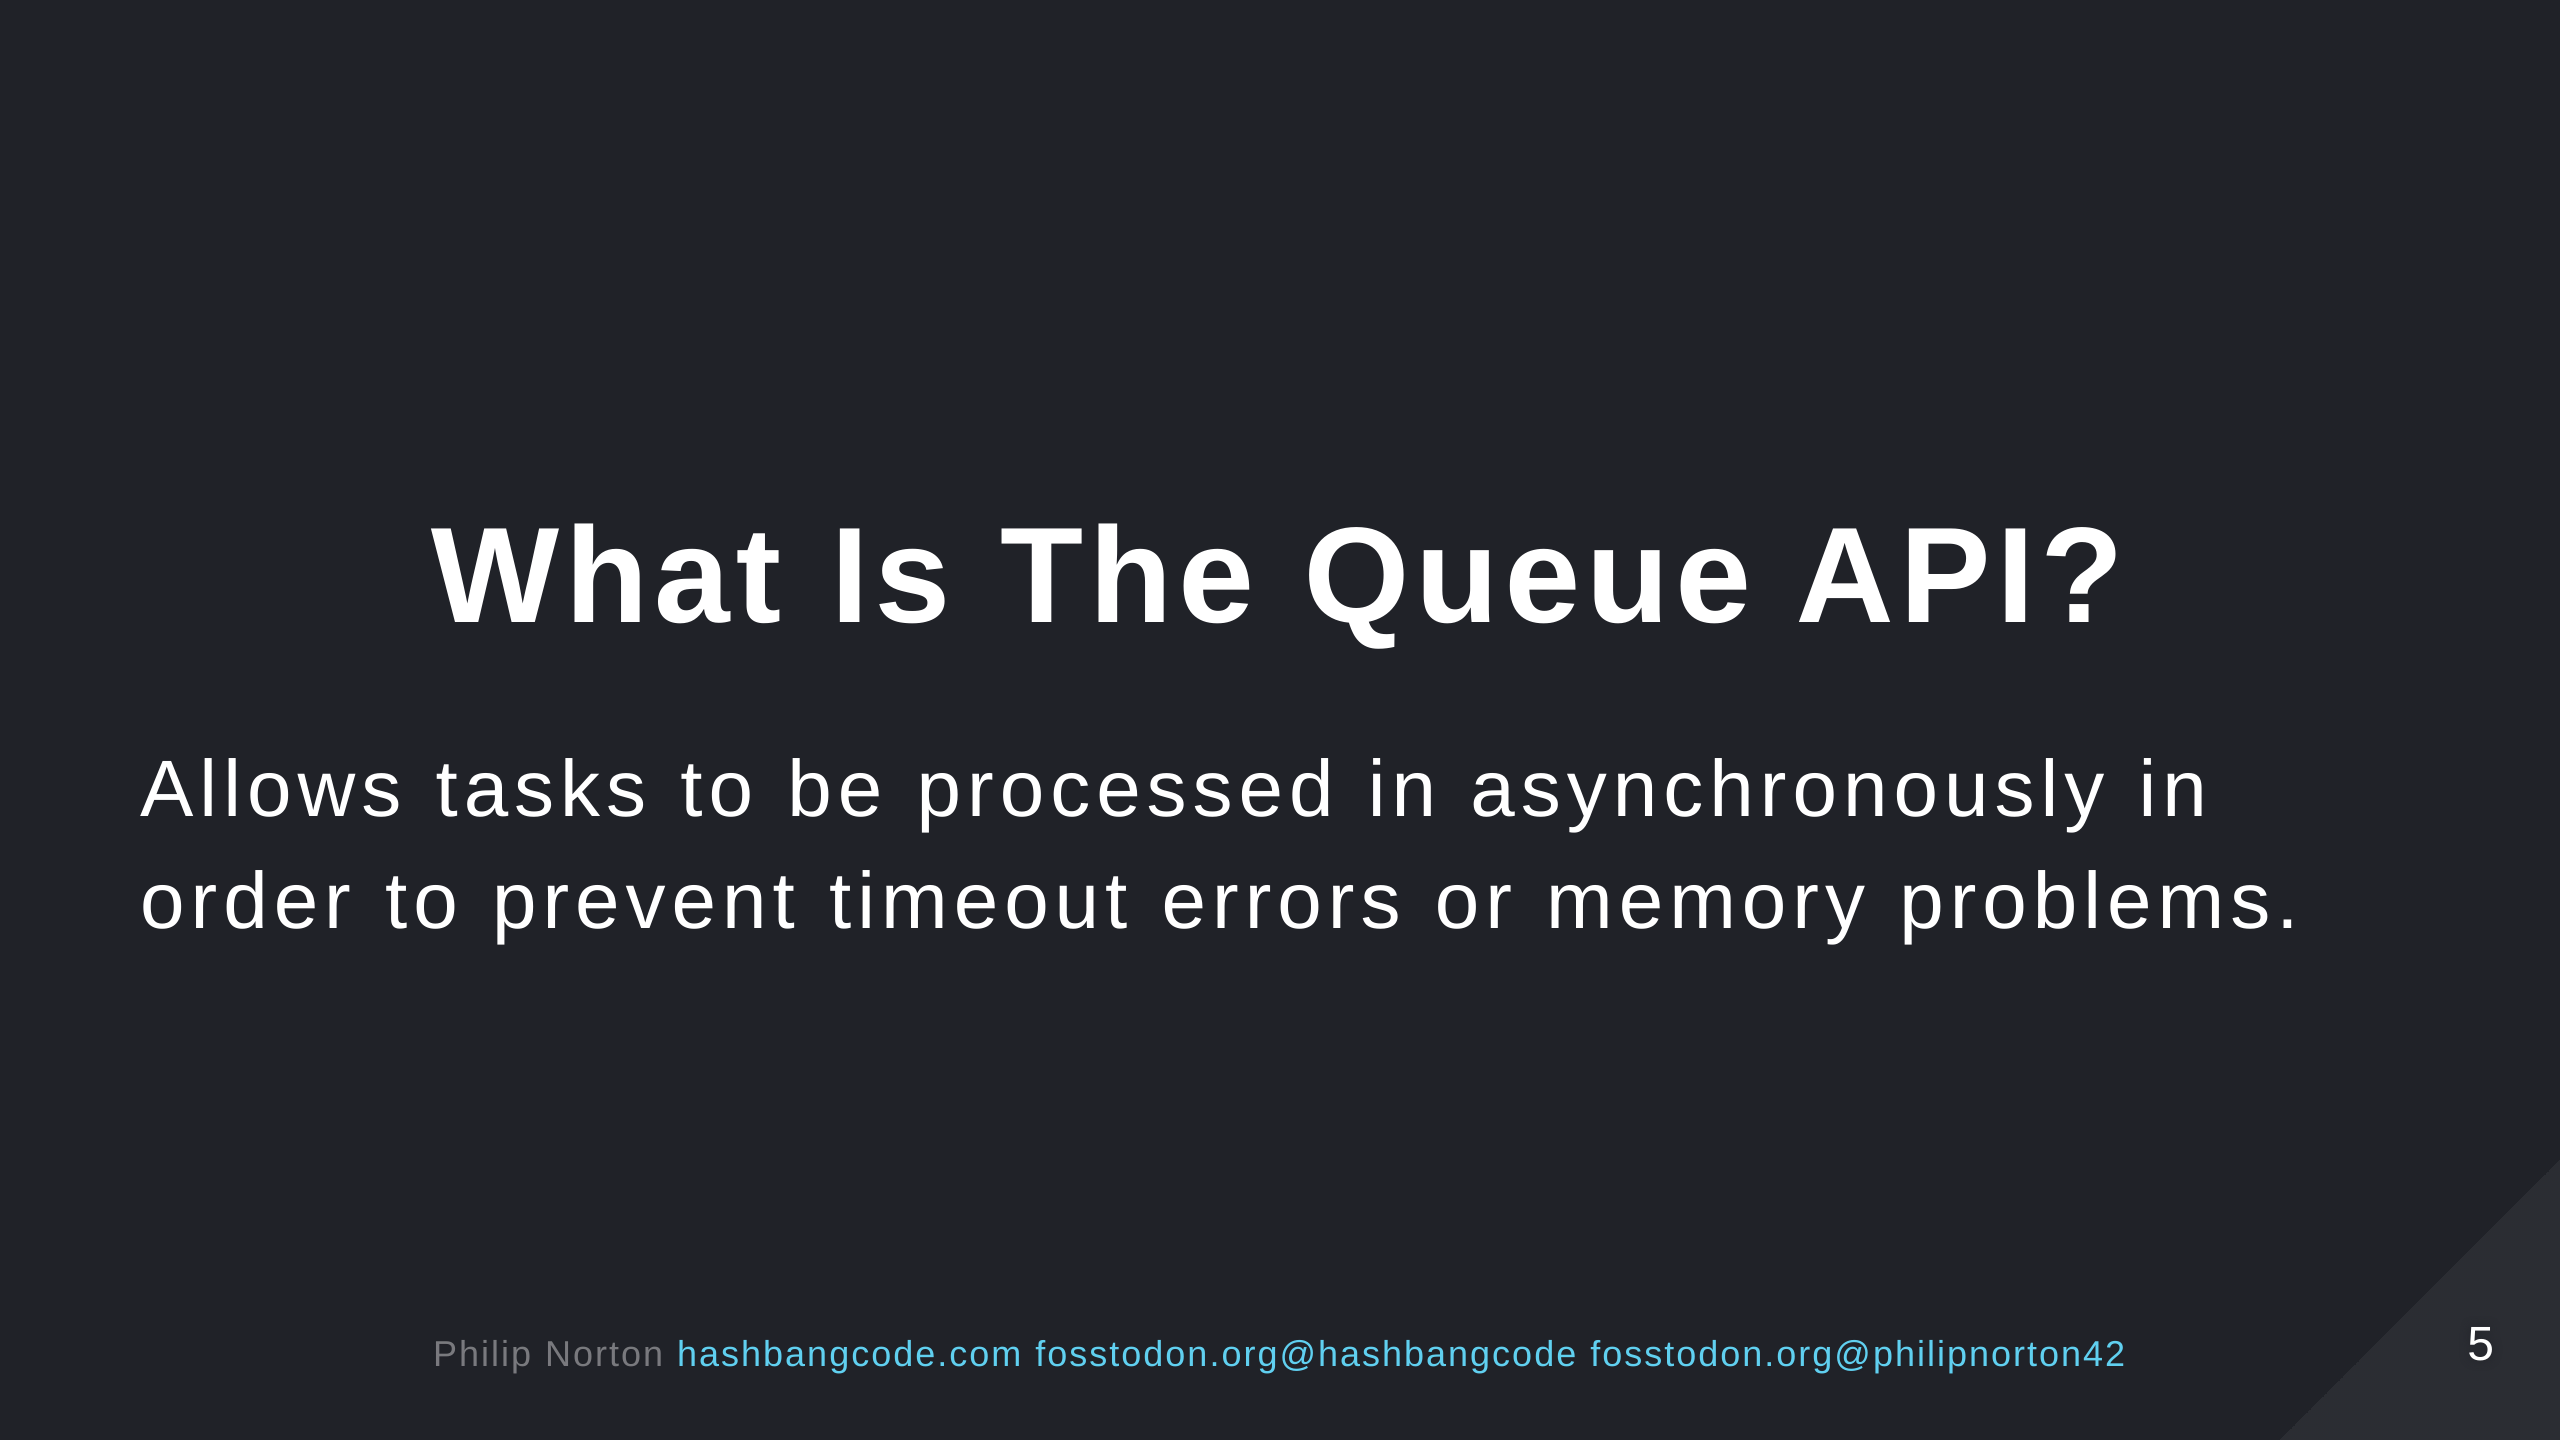 What Is The Queue API?
Allows tasks to be processed in asynchronously in
order to prevent timeout errors or memory problems.
Philip Norton hashbangcode.com fosstodon.org@hashbangcode fosstodon.org@philipnorton42
5